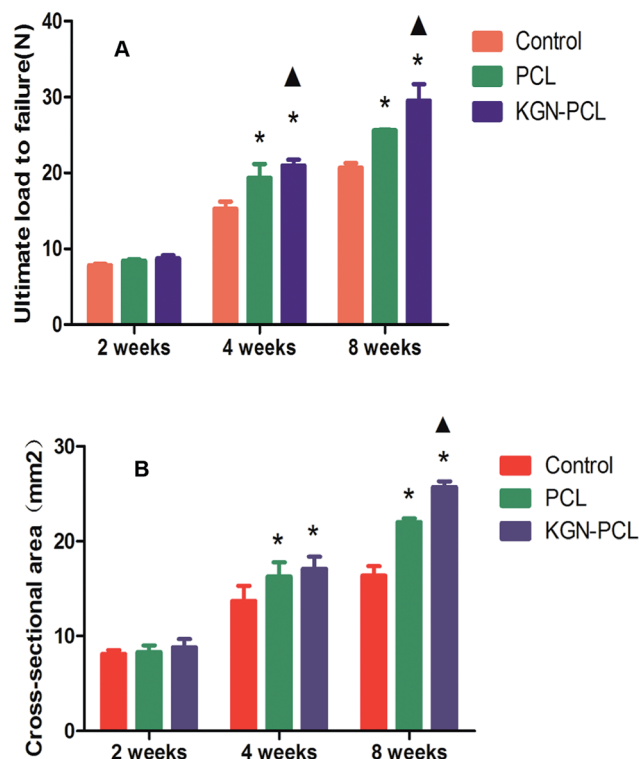 A
Ultimate load to failure(N)
40
30
20
10
0
▲
▲
*
*
*
*
Control
PCL
KGN-PCL
2 weeks
4 weeks
8 weeks
B
Cross-sectional area（mm2）
30
20
10
0
▲
*
*
*
*
Control
PCL
KGN-PCL
2 weeks
4 weeks
8 weeks